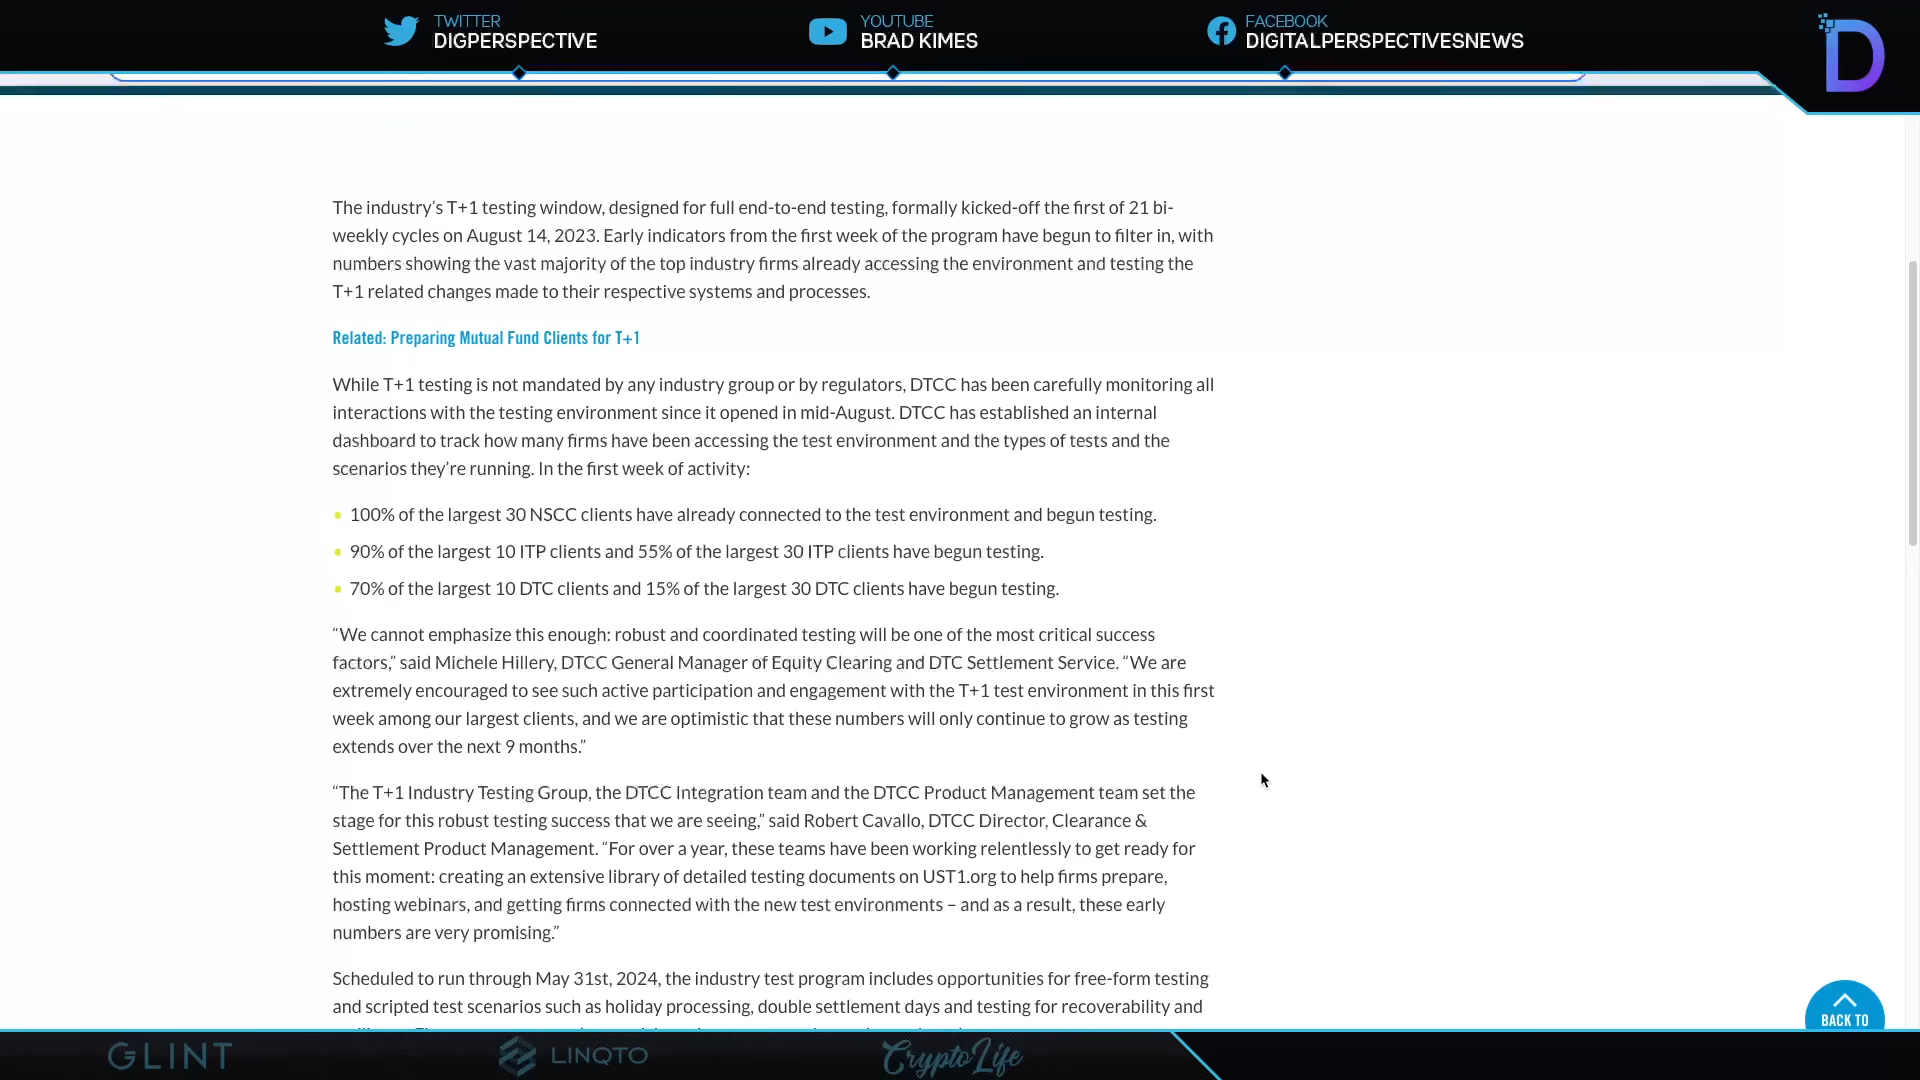 TWITTER
DIGPERSPECTIVE
YOUTUBE
BRAD KIMES
FACEBOOK
DIGITALPERSPECTIVESNEWS
D
The industry’s T+1 testing window, designed for full end-to-end testing, formally kicked-off the first of 21 bi-
weekly cycles on August 14, 2023. Early indicators from the first week of the program have begun to filter in, with
numbers showing the vast majority of the top industry firms already accessing the environment and testing the
T+1 related changes made to their respective systems and processes.
Related: Preparing Mutual Fund Clients for T+1
While T+1 testing is not mandated by any industry group or by regulators, DTCC has been carefully monitoring all
interactions with the testing environment since it opened in mid-August. DTCC has established an internal
dashboard to track how many firms have been accessing the test environment and the types of tests and the
scenarios they’re running. In the first week of activity:
100% of the largest 30 NSCC clients have already connected to the test environment and begun testing.
90% of the largest 10 ITP clients and 55% of the largest 30 ITP clients have begun testing.
70% of the largest 10 DTC clients and 15% of the largest 30 DTC clients have begun testing.
“We cannot emphasize this enough: robust and coordinated testing will be one of the most critical success
factors,” said Michele Hillery, DTCC General Manager of Equity Clearing and DTC Settlement Service. “We are
extremely encouraged to see such active participation and engagement with the T+1 test environment in this first
week among our largest clients, and we are optimistic that these numbers will only continue to grow as testing
extends over the next 9 months.”
“The T+1 Industry Testing Group, the DTCC Integration team and the DTCC Product Management team set the
stage for this robust testing success that we are seeing,” said Robert Cavallo, DTCC Director, Clearance &
Settlement Product Management. “For over a year, these teams have been working relentlessly to get ready for
this moment: creating an extensive library of detailed testing documents on UST1.org to help firms prepare,
hosting webinars, and getting firms connected with the new test environments – and as a result, these early
numbers are very promising.”
Scheduled to run through May 31st, 2024, the industry test program includes opportunities for free-form testing
and scripted test scenarios such as holiday processing, double settlement days and testing for recoverability and
BACK TO
GLINT
LINQTO
CryptoLife